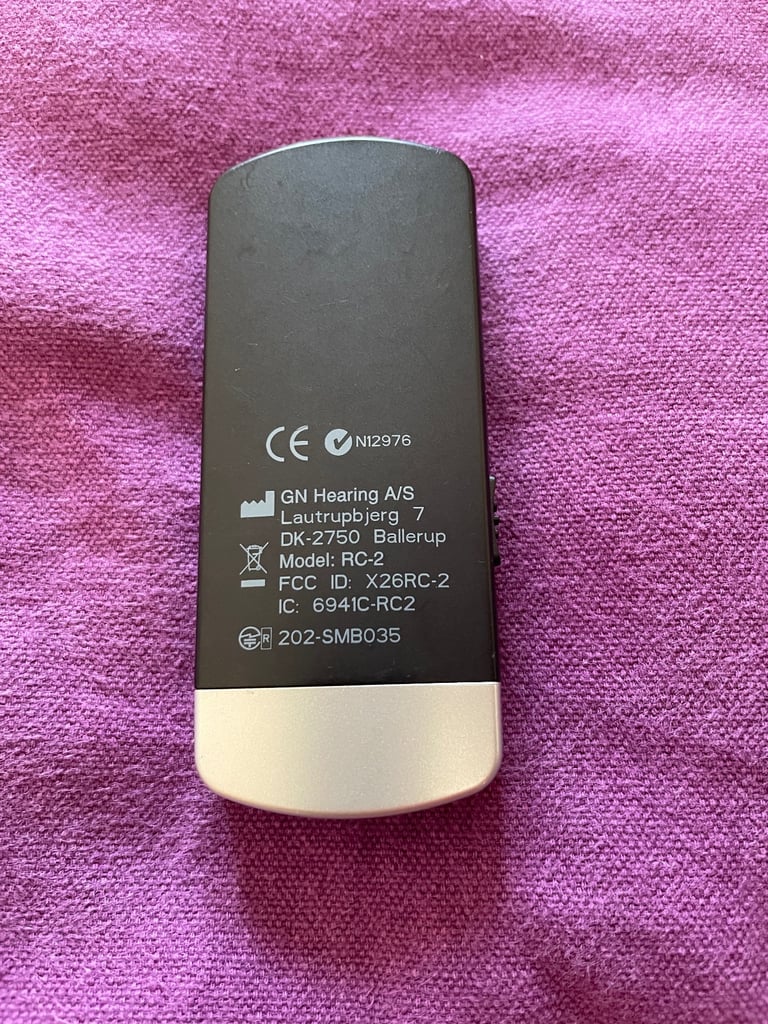 CE N12976
GN Hearing A/S
Lautrupbjerg 7
DK-2750 Ballerup
Model: RC-2
FCC ID: X26RC-2
IC: 6941C-RC2
R 202-SMB035